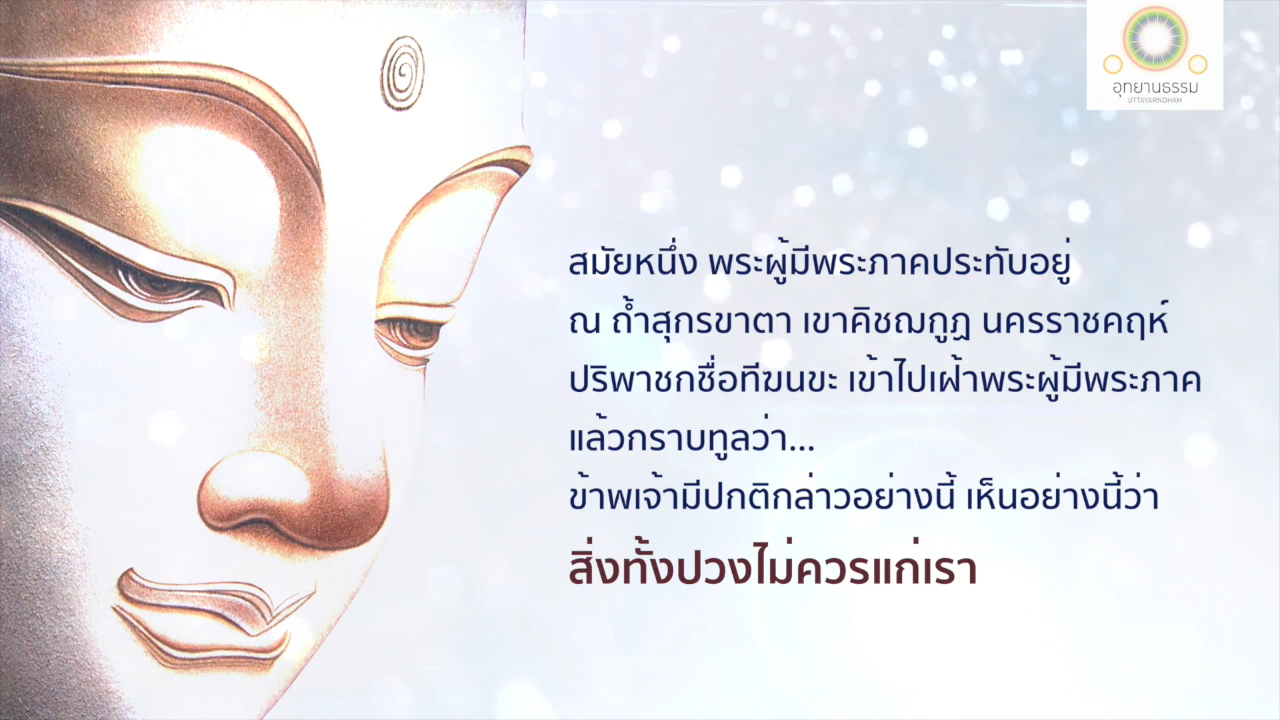 อุทยานธรรม
UTTAYARNDHAM
สมัยหนึ่ง พระผู้มีพระภาคประทับอยู่
ณ ถ้ำสุกรขาตา เขาคิชฌกูฏ นครราชคฤห์
ปริพาชกชื่อทีฆนขะ เข้าไปเฝ้าพระผู้มีพระภาค
แล้วกราบทูลว่า...
ข้าพเจ้ามีปกติกล่าวอย่างนี้ เห็นอย่างนี้ว่า
สิ่งทั้งปวงไม่ควรแก่เรา